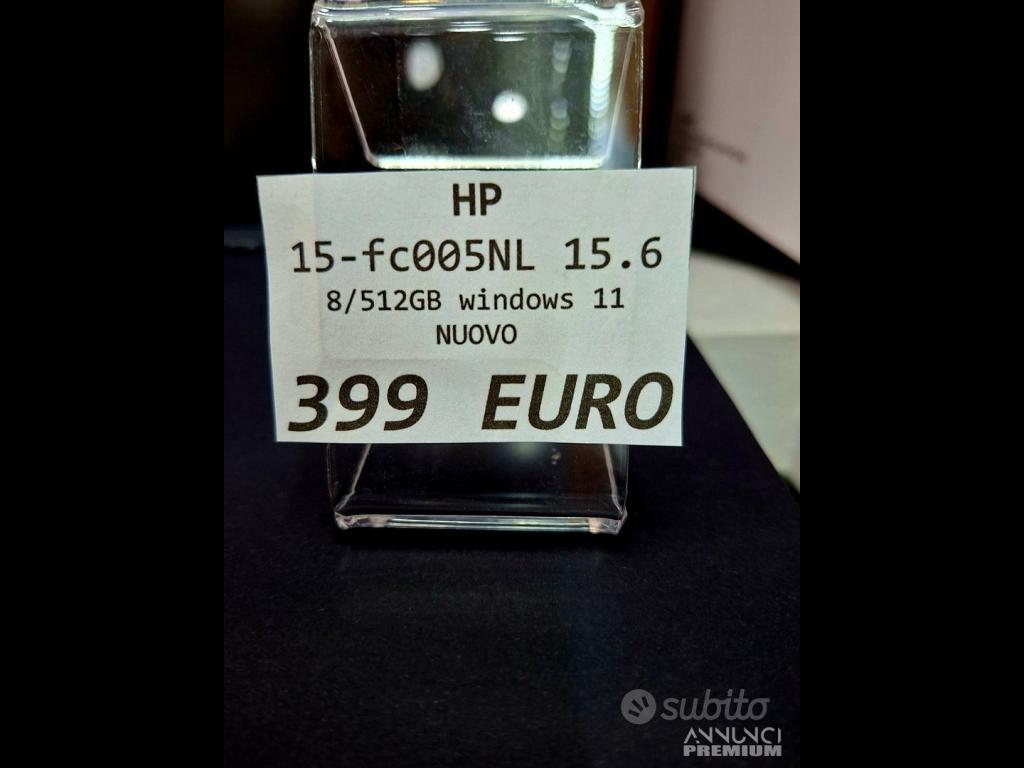 HP
15-fc005NL 15.6
8/512GB windows 11
NUOVO
399 EURO
subito
ANNUNCI
PREMIUM